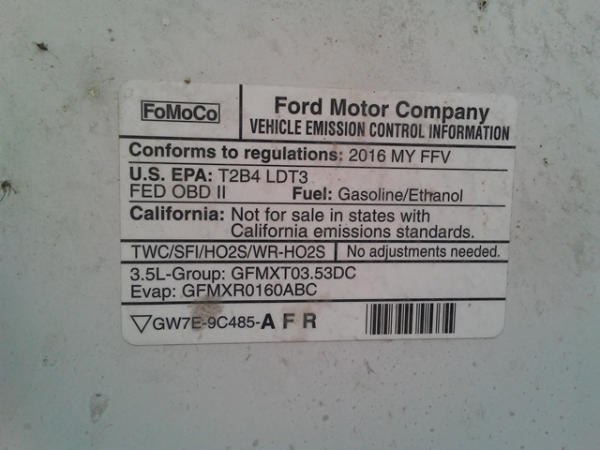 FoMoCo
Ford Motor Company
VEHICLE EMISSION CONTROL INFORMATION
Conforms to regulations: 2016 MY FFV
U.S. EPA: T2B4 LDT3
FED OBD II Fuel: Gasoline/Ethanol
California: Not for sale in states with
California emissions standards.
TWC/SFI/HO2S/WR-HO2S No adjustments needed.
3.5L-Group: GFMXT03.53DC
Evap: GFMXR0160ABC
▽GW7E-9C485-A F R